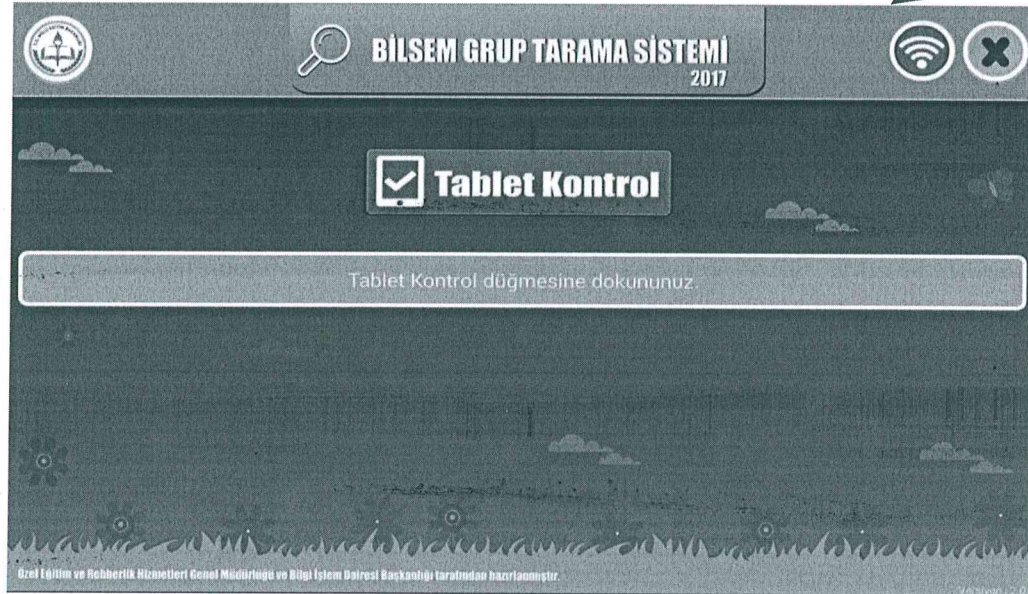 BİLSEM GRUP TARAMA SİSTEMİ
2017
Tablet Kontrol
Tablet Kontrol düğmesine dokununuz.
Özel Eğitim ve Rehberlik Hizmetleri Genel Müdürlüğü ve Bilgi İşlem Dairesi Başkanlığı tarafından hazırlanmıştır.